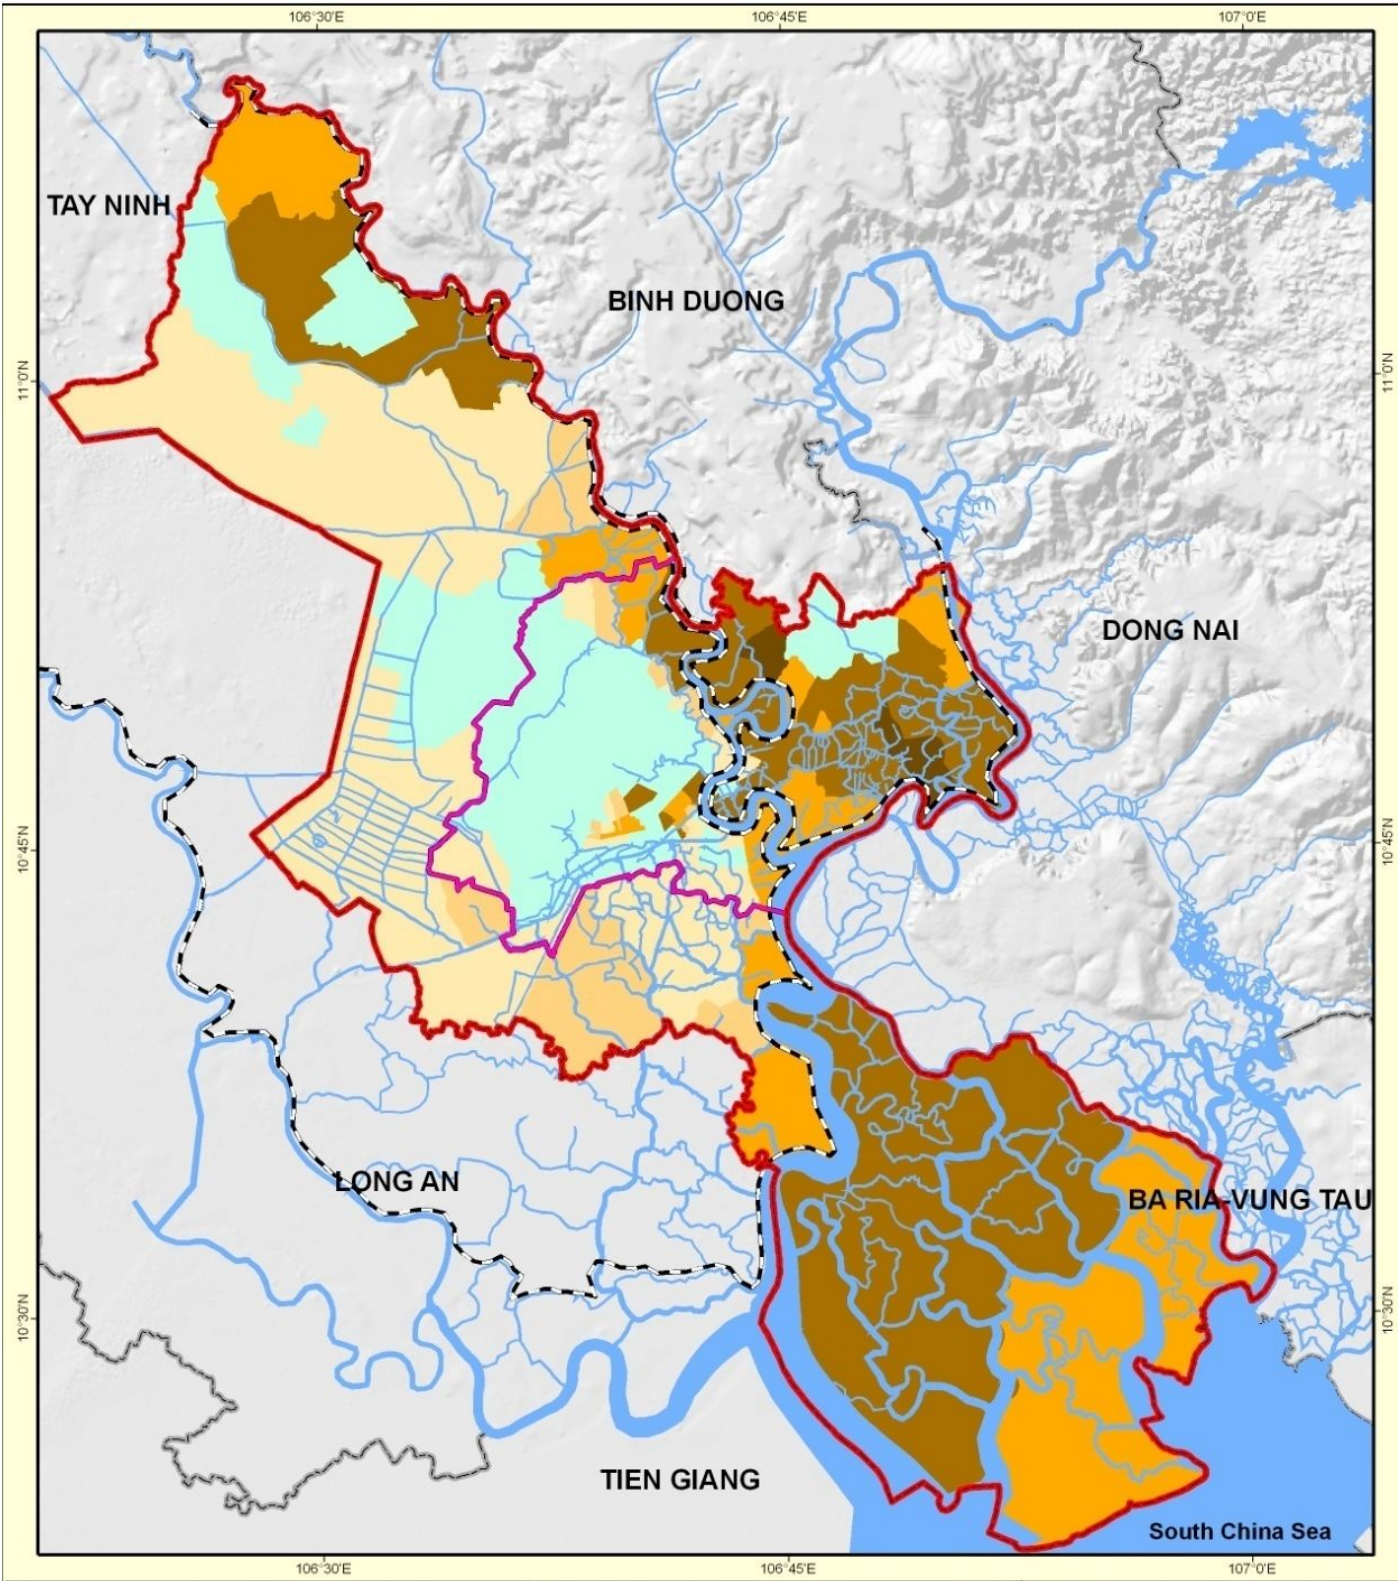 106°30'E 106°45'E 107°0'E
TAY NINH
BINH DUONG
11°0'N 11°0'N
DONG NAI
10°45'N 10°45'N
LONG AN
BA RIA-VUNG TAU
10°30'N 10°30'N
TIEN GIANG
South China Sea
106°30'E 106°45'E 107°0'E